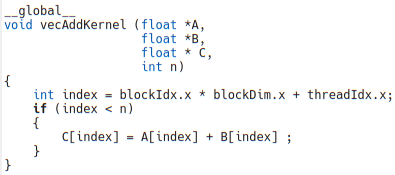 __global__
void vecAddKernel (float *A,
                   float *B,
                   float * C,
                   int n)
{
    int index = blockIdx.x * blockDim.x + threadIdx.x;
    if (index < n)
    {
        C[index] = A[index] + B[index] ;
    }
}